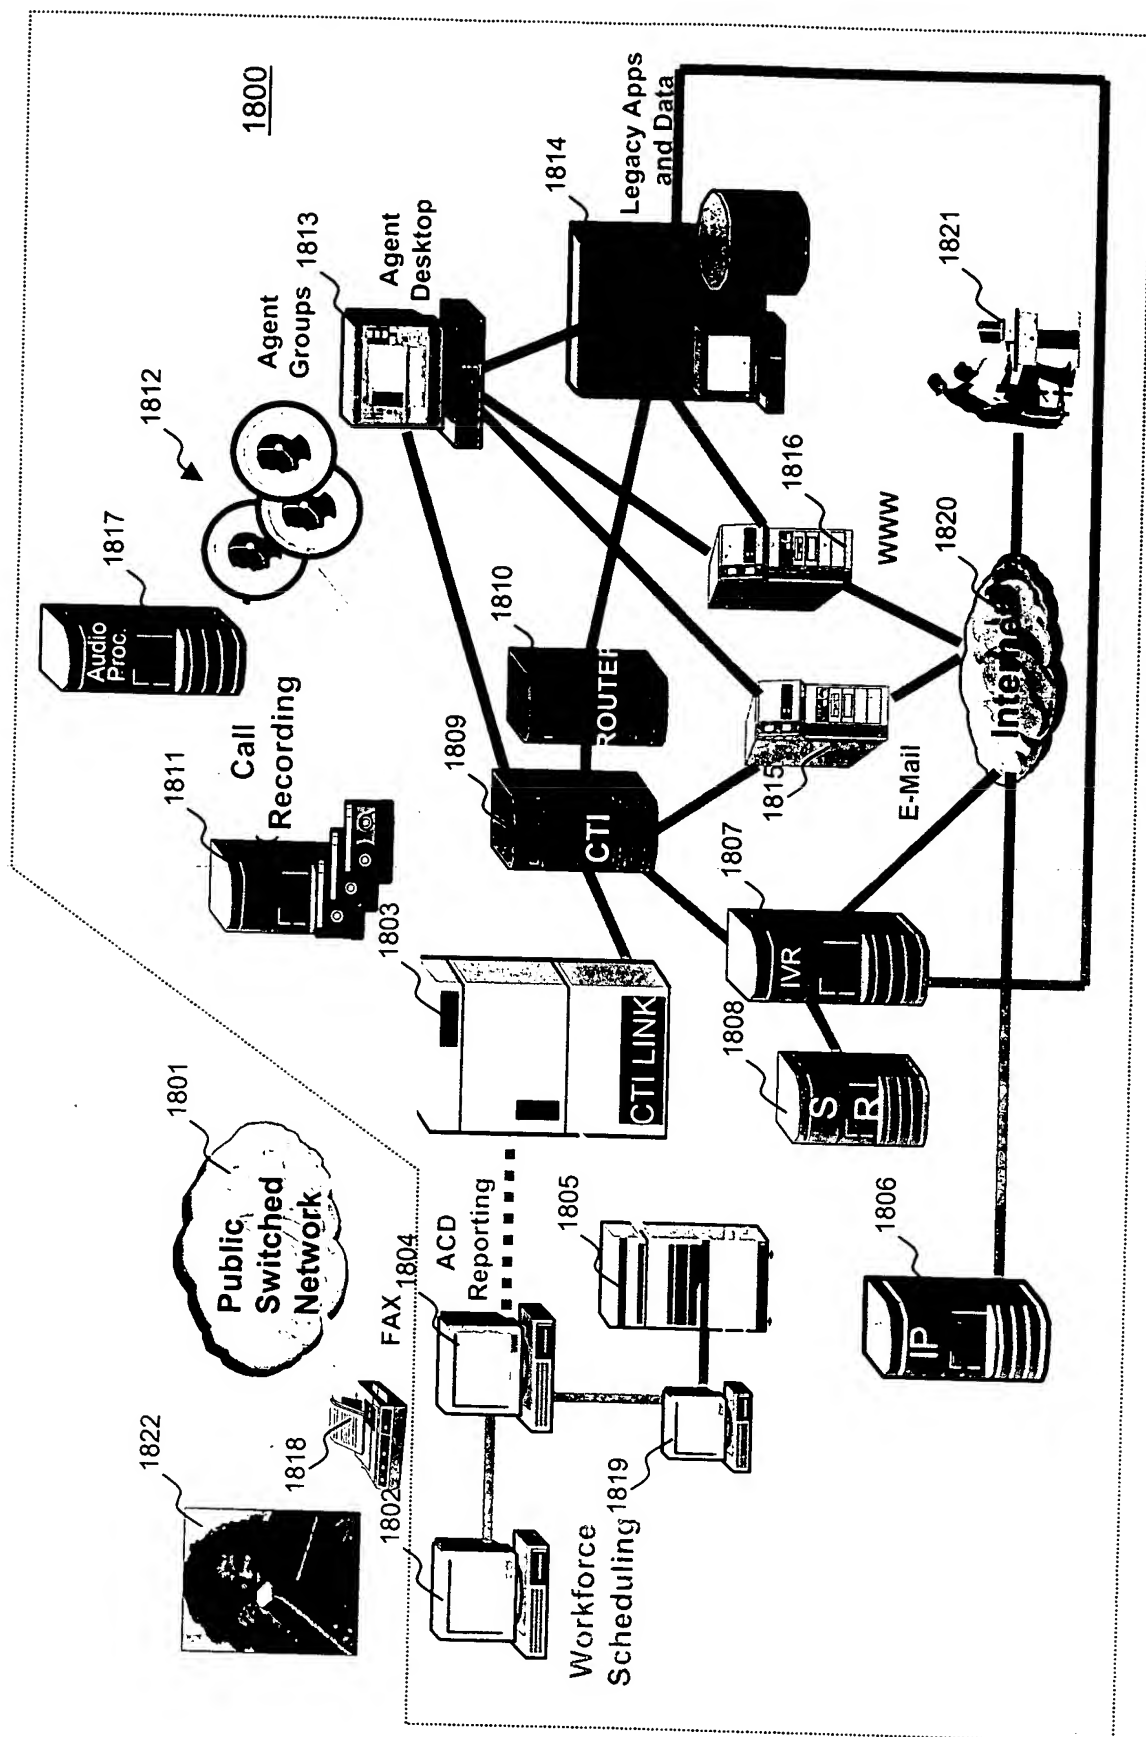 1800
1822
1801
Public
Switched
Network
1818
FAX
1802
1804
ACD
Reporting
1803
1811
Call
Recording
1817
Audio
Proc.
1812
Agent
Groups
1813
Agent
Desktop
CTI LINK
1809
CTI
1810
ROUTER
1814
Legacy Apps
and Data
Workforce
Scheduling
1819
1805
1808
S
R
1807
IVR
1815
E-Mail
1816
WWW
1806
IP
1820
Internet
1821